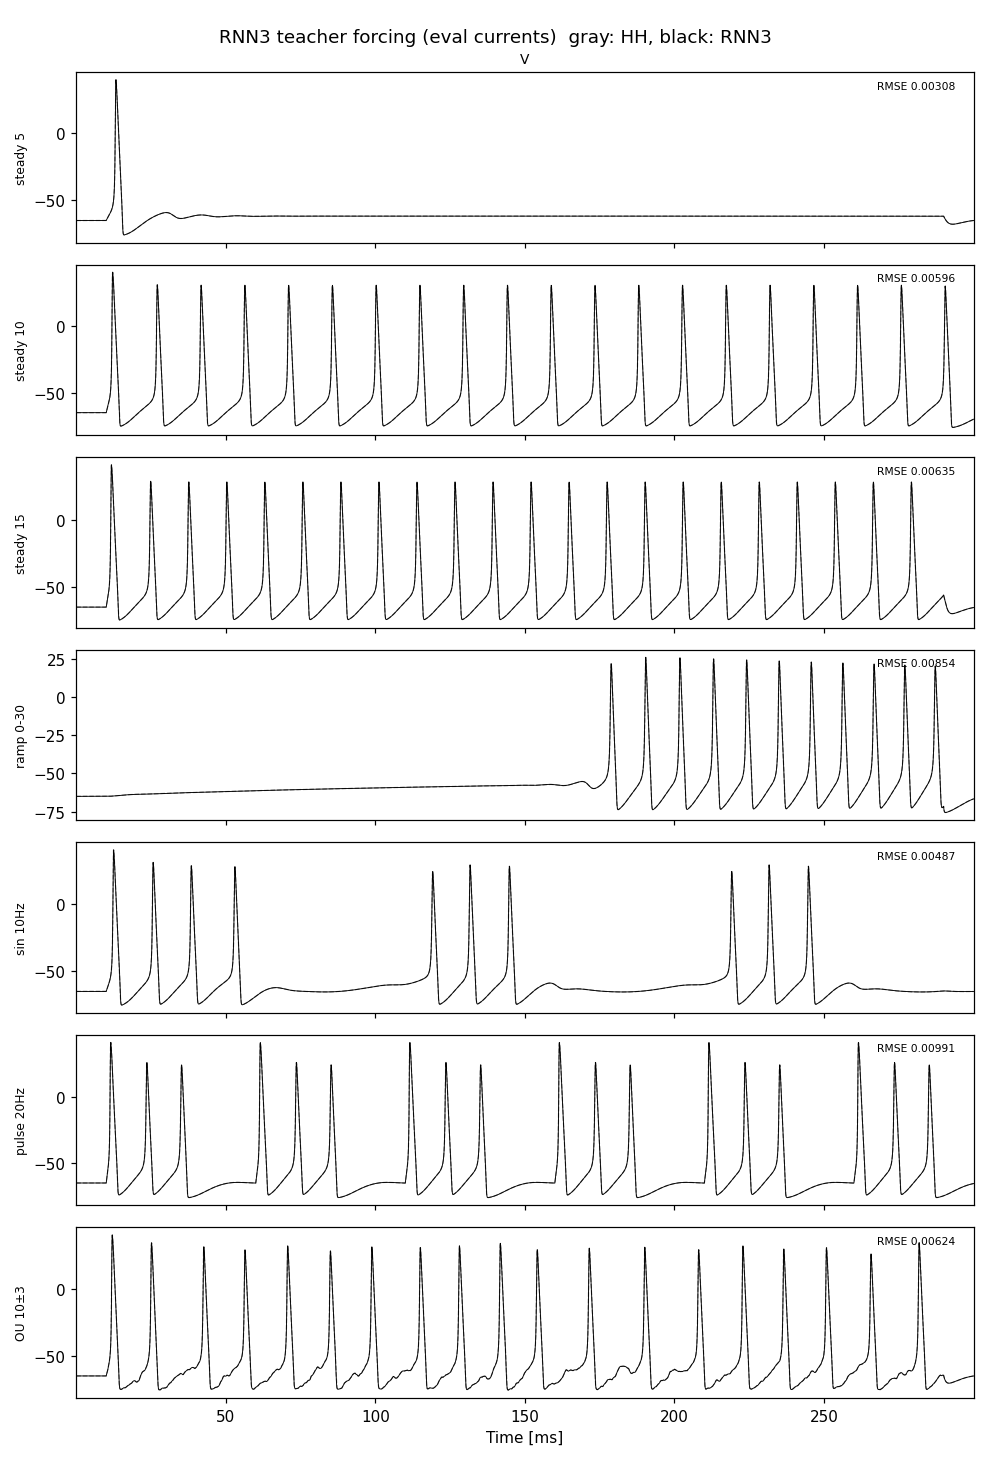 RNN3 teacher forcing (eval currents)  gray: HH, black: RNN3
V
RMSE 0.00308
0
−50
steady 5
RMSE 0.00596
0
−50
steady 10
RMSE 0.00635
0
−50
steady 15
RMSE 0.00854
25
0
−25
−50
−75
ramp 0-30
RMSE 0.00487
0
−50
sin 10Hz
RMSE 0.00991
0
−50
pulse 20Hz
RMSE 0.00624
0
−50
OU 10±3
50 100 150 200 250
Time [ms]